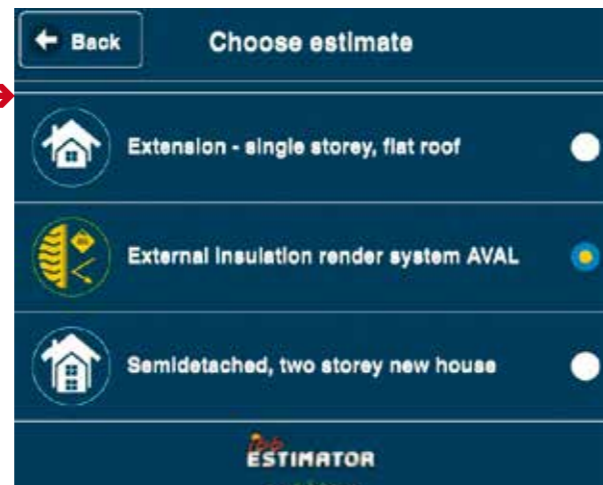 Back
Choose estimate
Extension - single storey, flat roof
External insulation render system AVAL
Semidetached, two storey new house
Job
ESTIMATOR